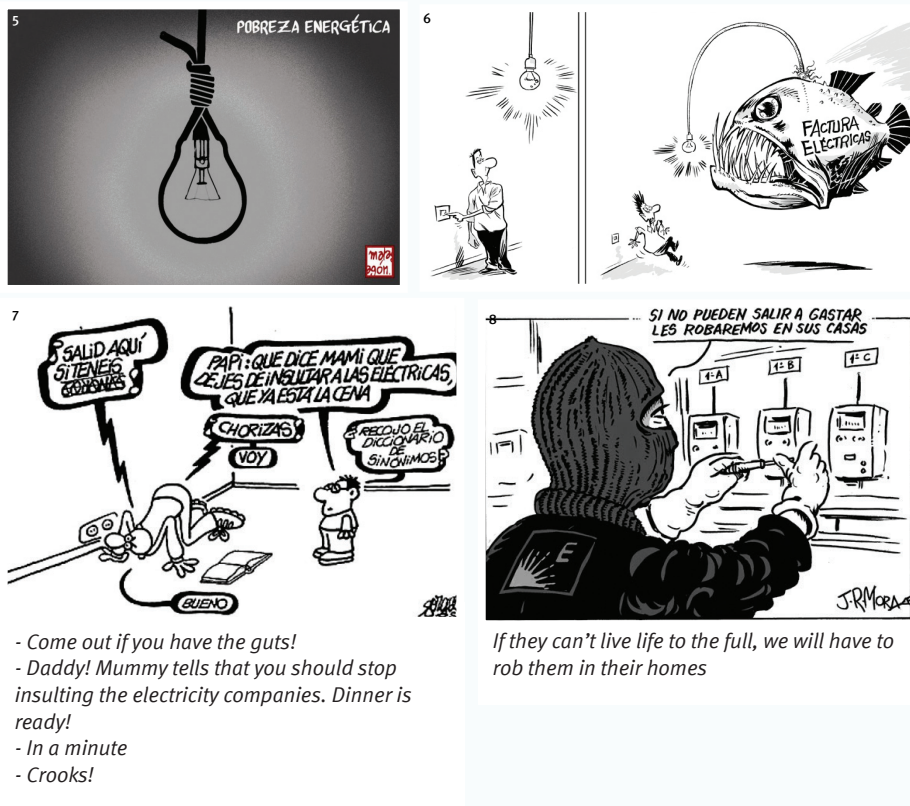 5
POBREZA ENERGÉTICA
6
FACTURA
ELÉCTRICAS
7
SALID AQUÍ
SI TENEIS
PAPI: QUE DICE MAMI QUE
DEJES DE INSULTAR A LAS ELÉCTRICAS,
QUE YA ESTÁ LA CENA
CHORIZAS
VOY
RECOJO EL
DICCIONARIO
DE
SINÓNIMOS
BUENO
8
SI NO PUEDEN SALIR A GASTAR
LES ROBAREMOS EN SUS CASAS
1º A
1º B
1º C
E
J.R.MORA
- Come out if you have the guts!
- Daddy! Mummy tells that you should stop
insulting the electricity companies. Dinner is
ready!
- In a minute
- Crooks!
If they can’t live life to the full, we will have to
rob them in their homes